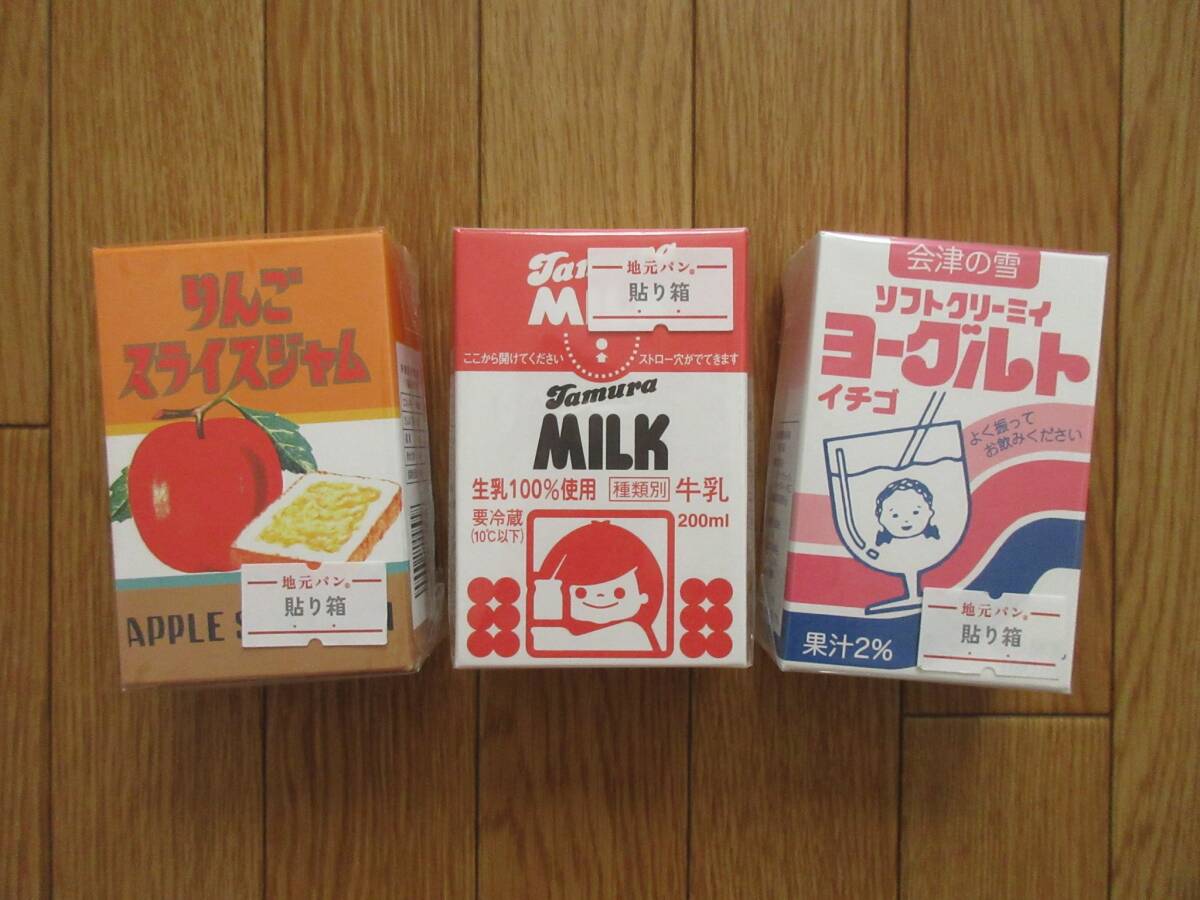 りんご
スライスジャム
APPLE S
地元パン®
貼り箱
Tamura
MILK
地元パン®
貼り箱
ここから開けてください
ストロー穴がでてきます
Tamura
MILK
生乳100%使用 種類別 牛乳
要冷蔵
(10℃以下)
200ml
会津の雪
ソフトクリーミィ
ヨーグルト
イチゴ
よく振って
お飲みください
果汁2%
地元パン®
貼り箱